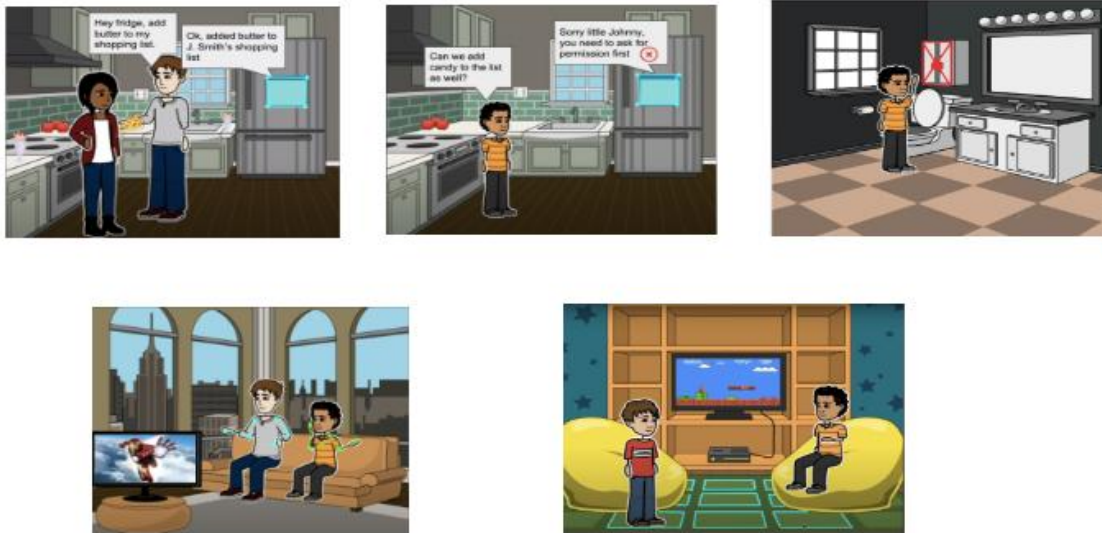 Hey fridge, add
butter to my
shopping list.
Ok, added butter to
J. Smith's shopping
list
Can we add
candy to the list
as well?
Sorry little Johnny,
you need to ask for
permission first